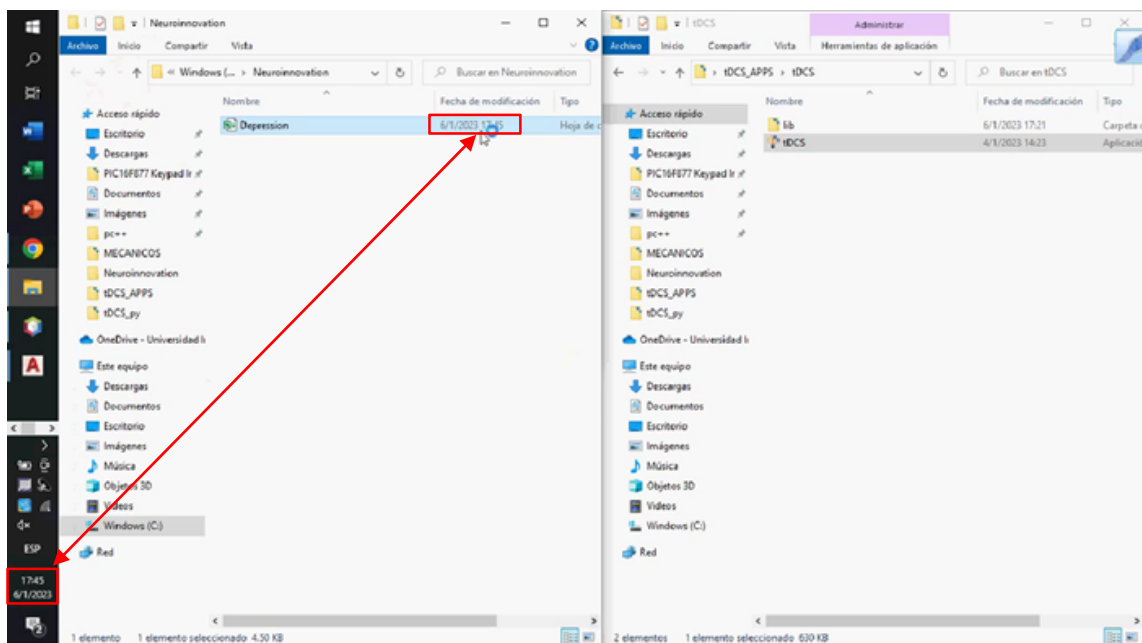 Neuroinnovation
Archivo Inicio Compartir Vista
Windows (... > Neuroinnovation
Buscar en Neuroinnovation
Nombre Fecha de modificación Tipo
Depression 6/1/2023 17:45 Hoja de c
Acceso rápido
Escritorio
Descargas
PIC16F877 Keypad Ir
Documentos
Imágenes
pc++
MECANICOS
Neuroinnovation
tDCS_APPS
tDCS_py
OneDrive - Universidad I
Este equipo
Descargas
Documentos
Escritorio
Imágenes
Música
Objetos 3D
Videos
Windows (C:)
Red
1 elemento 1 elemento seleccionado 4.50 KB
ESP
17:45
6/1/2023
tDCS Administrar
Archivo Inicio Compartir Vista Herramientas de aplicación
tDCS_APPS > tDCS
Buscar en tDCS
Nombre Fecha de modificación Tipo
lib 6/1/2023 17:21 Carpeta
tDCS 4/1/2023 14:23 Aplicació
Acceso rápido
Escritorio
Descargas
PIC16F877 Keypad Ir
Documentos
Imágenes
pc++
MECANICOS
Neuroinnovation
tDCS_APPS
tDCS_py
OneDrive - Universidad I
Este equipo
Descargas
Documentos
Escritorio
Imágenes
Música
Objetos 3D
Videos
Windows (C:)
Red
2 elementos 1 elemento seleccionado 630 KB